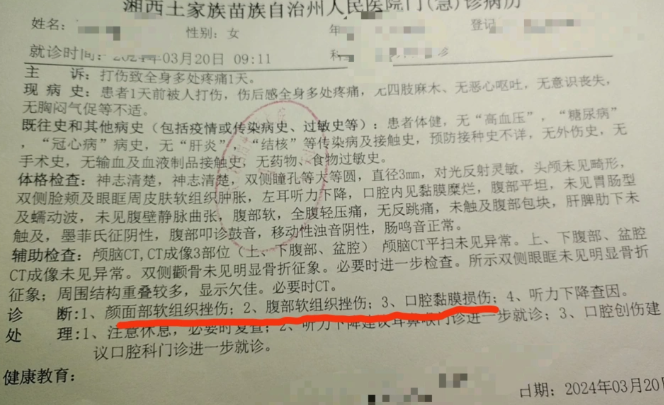 湘西土家族苗族自治州人民医院门(急)诊病历
姓名: 性别: 女 年
就诊时间: 2024年03月20日 09:11 科
主 诉: 打伤致全身多处疼痛1天。
现 病 史: 患者1天前被人打伤, 伤后感全身多处疼痛, 无四肢麻木、无恶心呕吐, 无意识丧失,
无胸闷气促等不适。
既往史和其他病史 (包括疫情或传染病史、过敏史等): 患者体健, 无“高血压”, “糖尿病”
, “冠心病”病史, 无“肝炎”、“结核”等传染病及接触史, 预防接种史不详, 无外伤史, 无
手术史, 无输血及血液制品接触史, 无药物、食物过敏史。
体格检查: 神志清楚, 神志清楚, 双侧瞳孔等大等圆, 直径3mm, 对光反射灵敏, 头颅未见畸形,
双侧脸颊及眼眶周皮肤软组织肿胀, 左耳听力下降, 口腔内见黏膜糜烂, 腹部平坦, 未见胃肠型
及蠕动波, 未见腹壁静脉曲张, 腹部软, 全腹轻压痛, 无反跳痛, 未触及腹部包块, 肝脾肋下未
触及, 墨菲氏征阴性, 腹部叩诊鼓音, 移动性浊音阴性, 肠鸣音正常。
辅助检查: 颅脑CT,CT成像3部位 (上、下腹部、盆腔) 颅脑CT平扫未见异常。上、下腹部、盆腔
CT成像未见异常。双侧颧骨未见明显骨折征象。必要时进一步检查。所示双侧眼眶未见明显骨折
征象; 周围结构重叠较多, 显示欠佳。必要时CT.
诊 断: 1、颜面部软组织挫伤; 2、腹部软组织挫伤; 3、口腔黏膜损伤; 4、听力下降查因。
处 理: 1、注意休息, 必要时复查; 2、听力下降建议耳鼻喉门诊进一步就诊; 3、口腔创伤建
议口腔科门诊进一步就诊。
健康教育:
日期: 2024年03月20